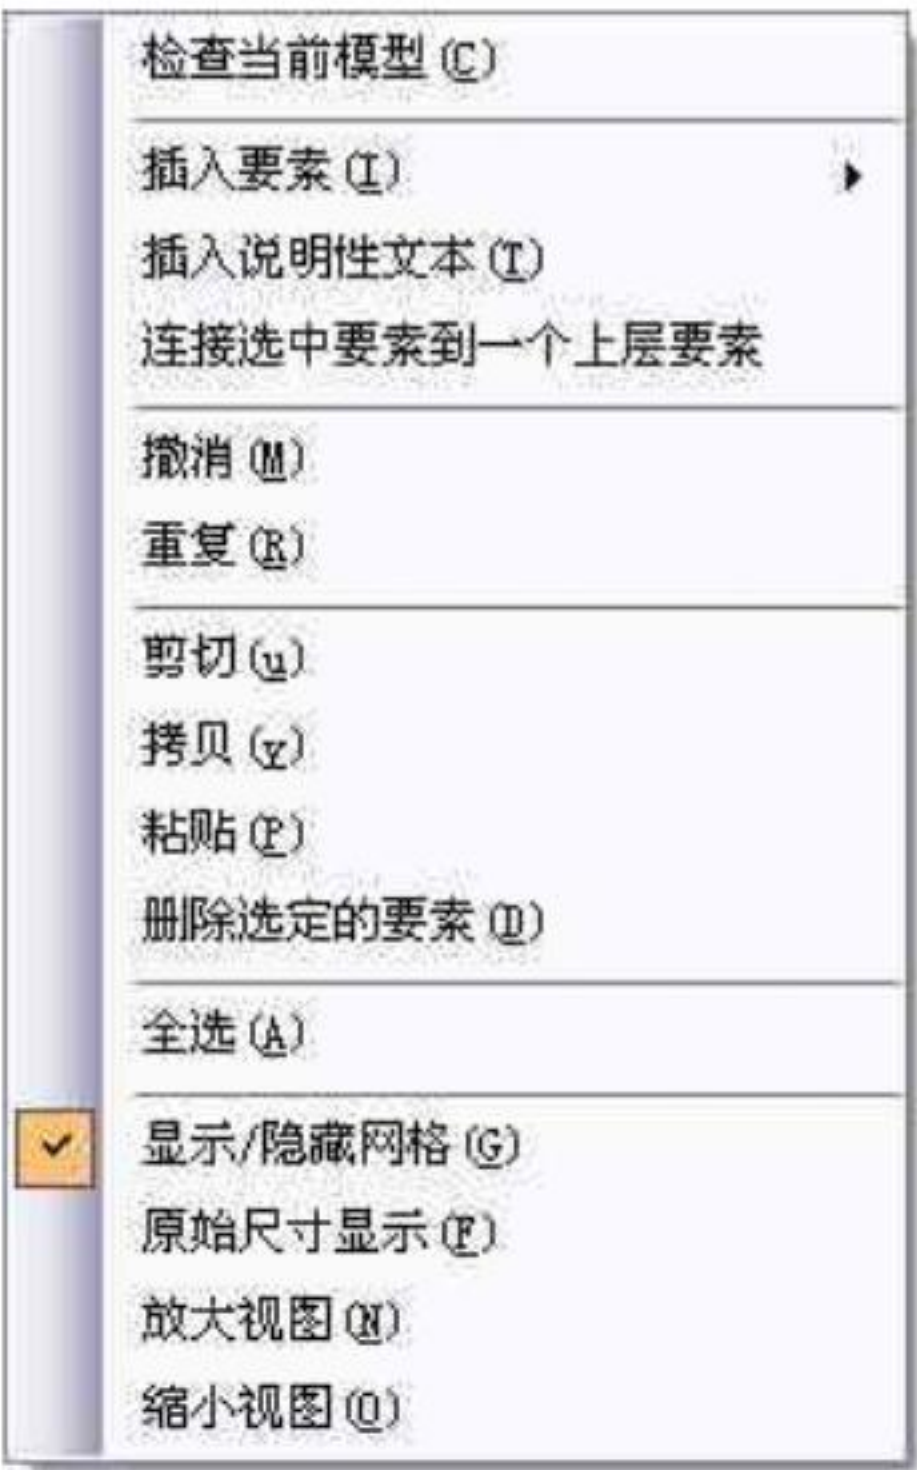 检查当前模型(C)
插入要素(I)
插入说明性文本(T)
连接选中要素到一个上层要素
撤消(M)
重复(R)
剪切(u)
拷贝(y)
粘贴(P)
删除选定的要素(D)
全选(A)
显示/隐藏网格(G)
原始尺寸显示(F)
放大视图(N)
缩小视图(O)